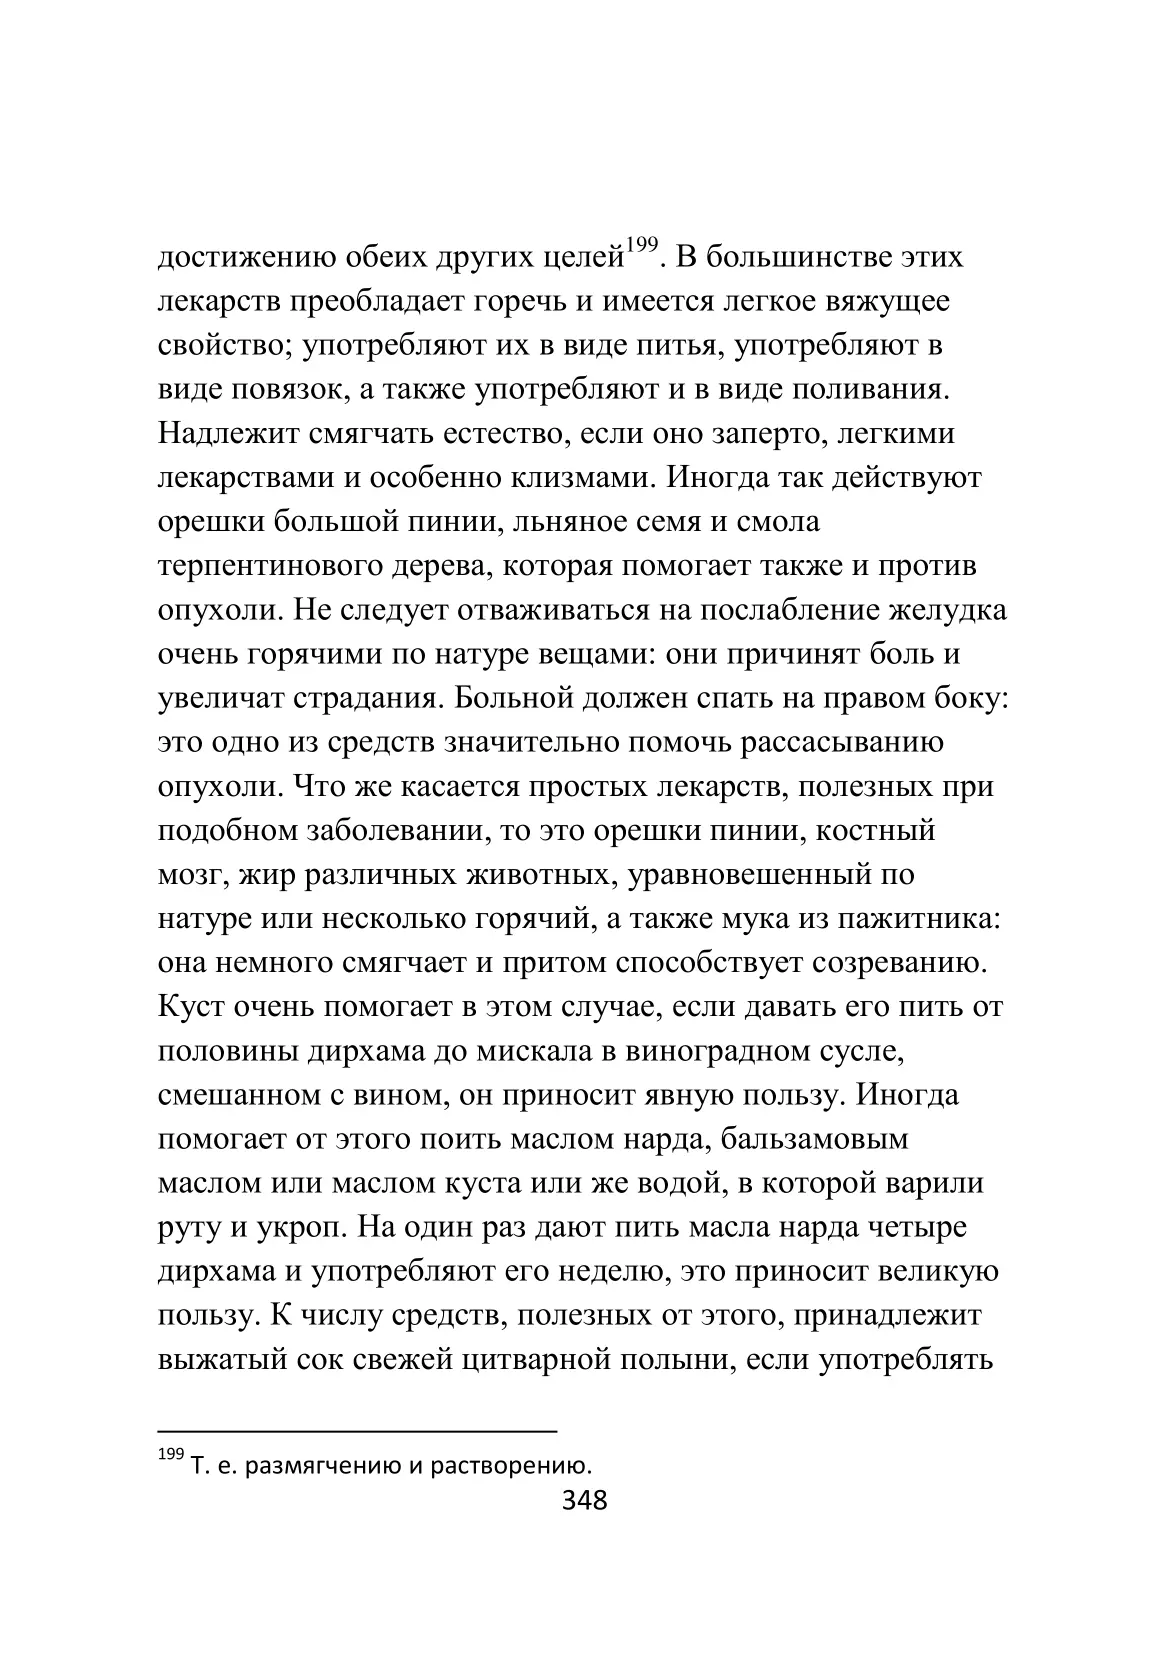 достижению обеих других целей199. В большинстве этих
лекарств преобладает горечь и имеется легкое вяжущее
свойство; употребляют их в виде питья, употребляют в
виде повязок, а также употребляют и в виде поливания.
Надлежит смягчать естество, если оно заперто, легкими
лекарствами и особенно клизмами. Иногда так действуют
орешки большой пинии, льняное семя и смола
терпентинового дерева, которая помогает также и против
опухоли. Не следует отваживаться на послабление желудка
очень горячими по натуре вещами: они причинят боль и
увеличат страдания. Больной должен спать на правом боку:
это одно из средств значительно помочь рассасыванию
опухоли. Что же касается простых лекарств, полезных при
подобном заболевании, то это орешки пинии, костный
мозг, жир различных животных, уравновешенный по
натуре или несколько горячий, а также мука из пажитника:
она немного смягчает и притом способствует созреванию.
Куст очень помогает в этом случае, если давать его пить от
половины дирхама до мискала в виноградном сусле,
смешанном с вином, он приносит явную пользу. Иногда
помогает от этого поить маслом нарда, бальзамовым
маслом или маслом куста или же водой, в которой варили
руту и укроп. На один раз дают пить масла нарда четыре
дирхама и употребляют его неделю, это приносит великую
пользу. К числу средств, полезных от этого, принадлежит
выжатый сок свежей цитварной полыни, если употреблять
199 Т. е. размягчению и растворению.
348